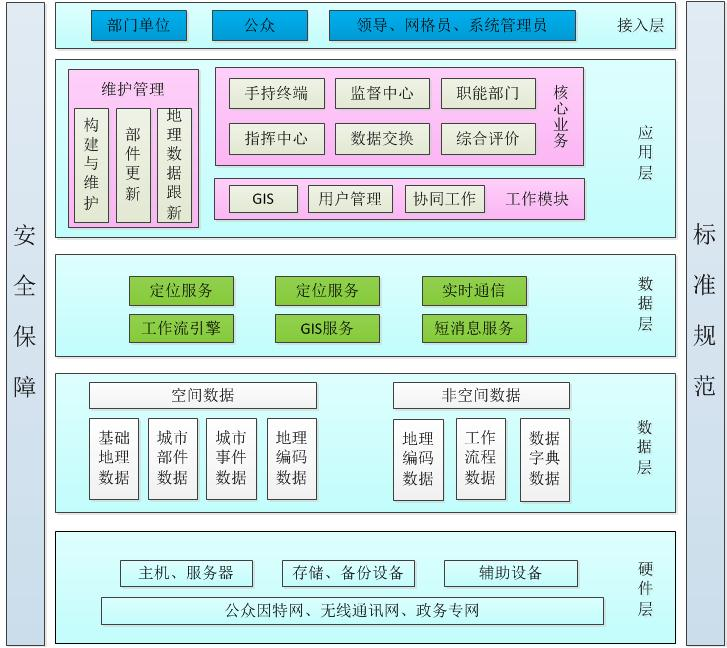 安全保障
标准规范
部门单位
公众
领导、网格员、系统管理员
接入层
维护管理
构建与维护
部件更新
地理数据跟新
手持终端
监督中心
职能部门
指挥中心
数据交换
综合评价
核心业务
GIS
用户管理
协同工作
工作模块
应用层
定位服务
定位服务
实时通信
工作流引擎
GIS服务
短消息服务
数据层
空间数据
基础
地理
数据
城市
部件
数据
城市
事件
数据
地理
编码
数据
非空间数据
地理
编码
数据
工作
流程
数据
数据
字典
数据
数据层
主机、服务器
存储、备份设备
辅助设备
公众因特网、无线通讯网、政务专网
硬件层